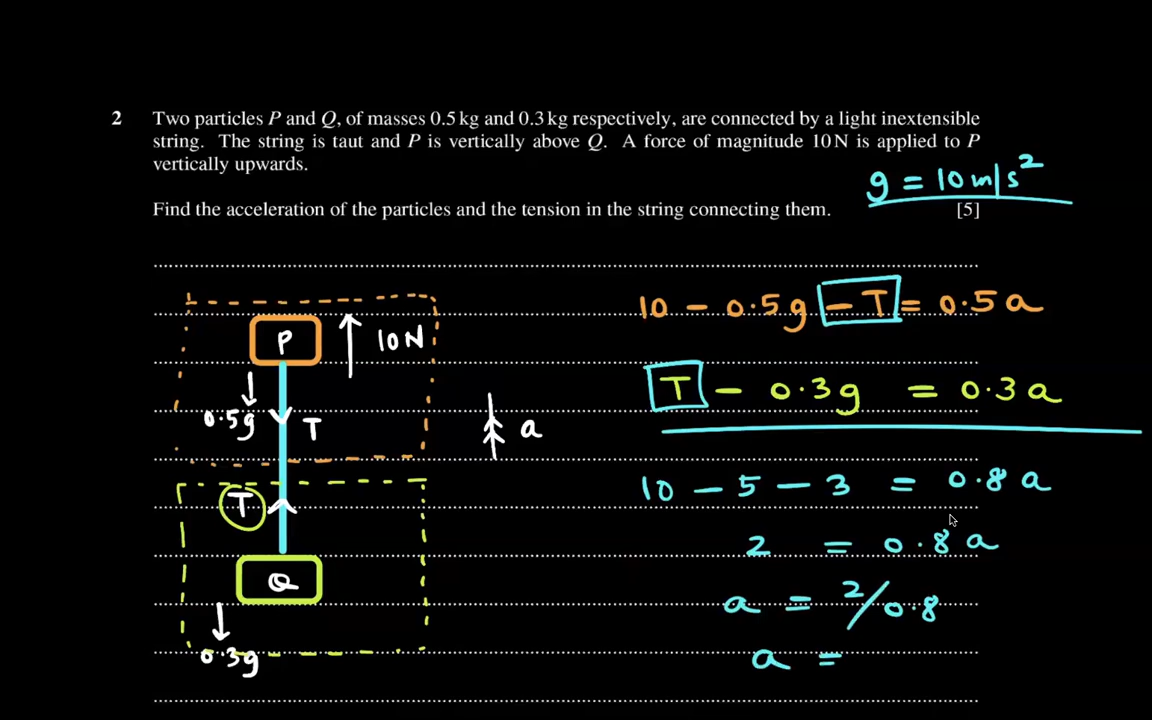 2 Two particles P and Q, of masses 0.5 kg and 0.3 kg respectively, are connected by a light inextensible
string. The string is taut and P is vertically above Q. A force of magnitude 10 N is applied to P
vertically upwards.
g = 10 m/s²
Find the acceleration of the particles and the tension in the string connecting them. [5]
10 - 0.5g - T = 0.5a
P
10N
T - 0.3g = 0.3a
0.5g
T
a
10 - 5 - 3 = 0.8a
T
2 = 0.8a
Q
a = 2/0.8
0.3g
a =